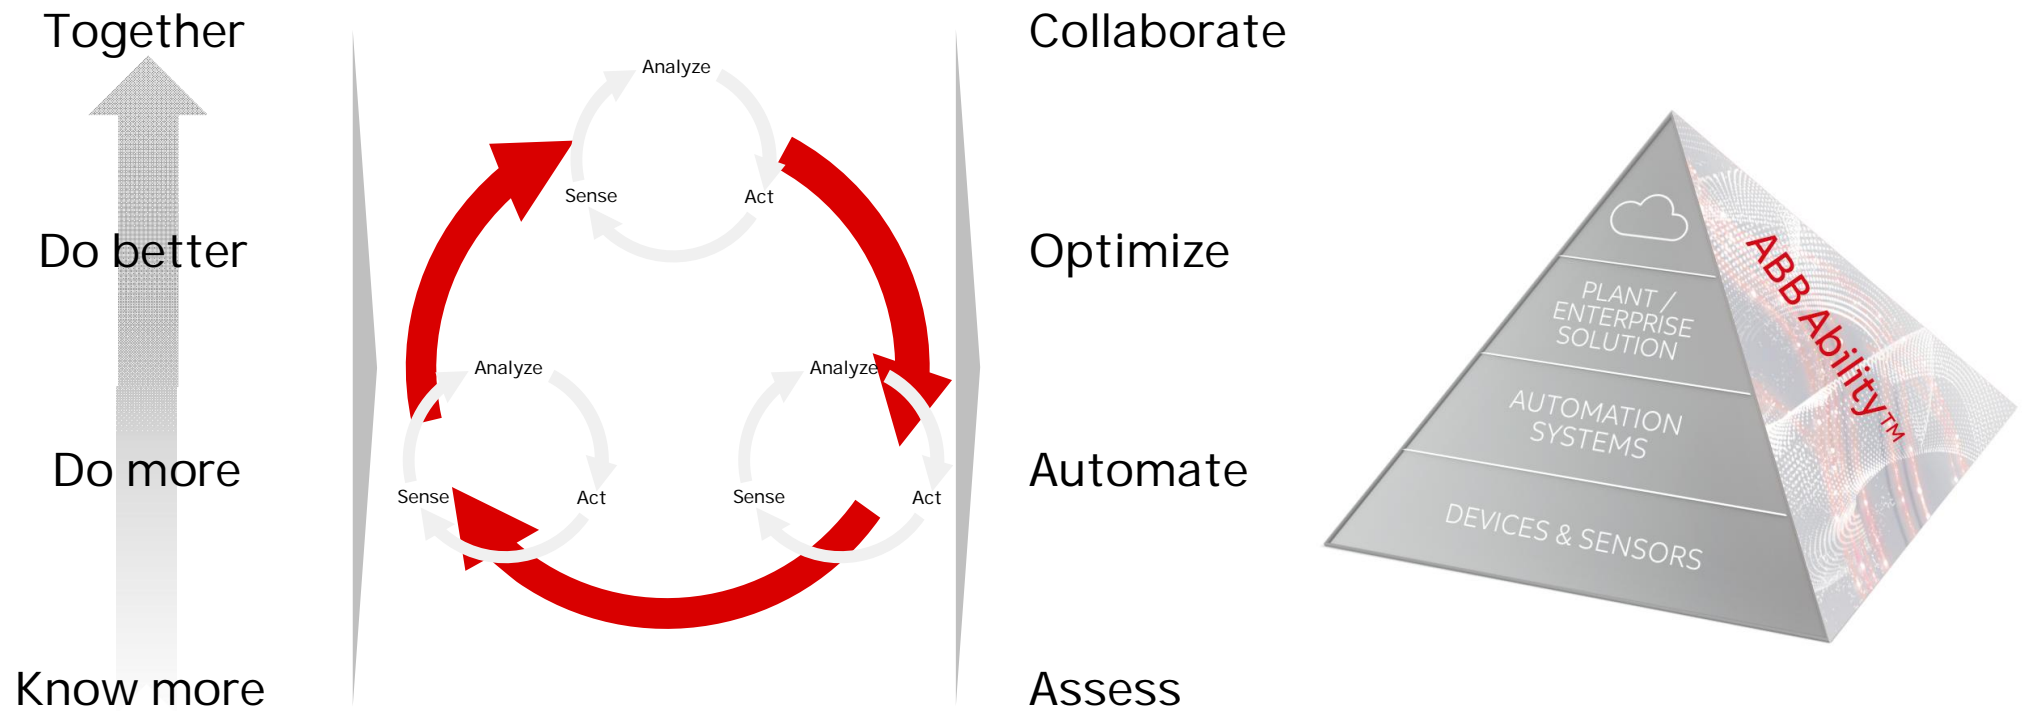 Together
Do better
Do more
Know more
Analyze
Sense
Act
Analyze
Sense
Act
Analyze
Sense
Act
Collaborate
Optimize
Automate
Assess
PLANT /
ENTERPRISE
SOLUTION
AUTOMATION
SYSTEMS
DEVICES & SENSORS
ABB Ability™